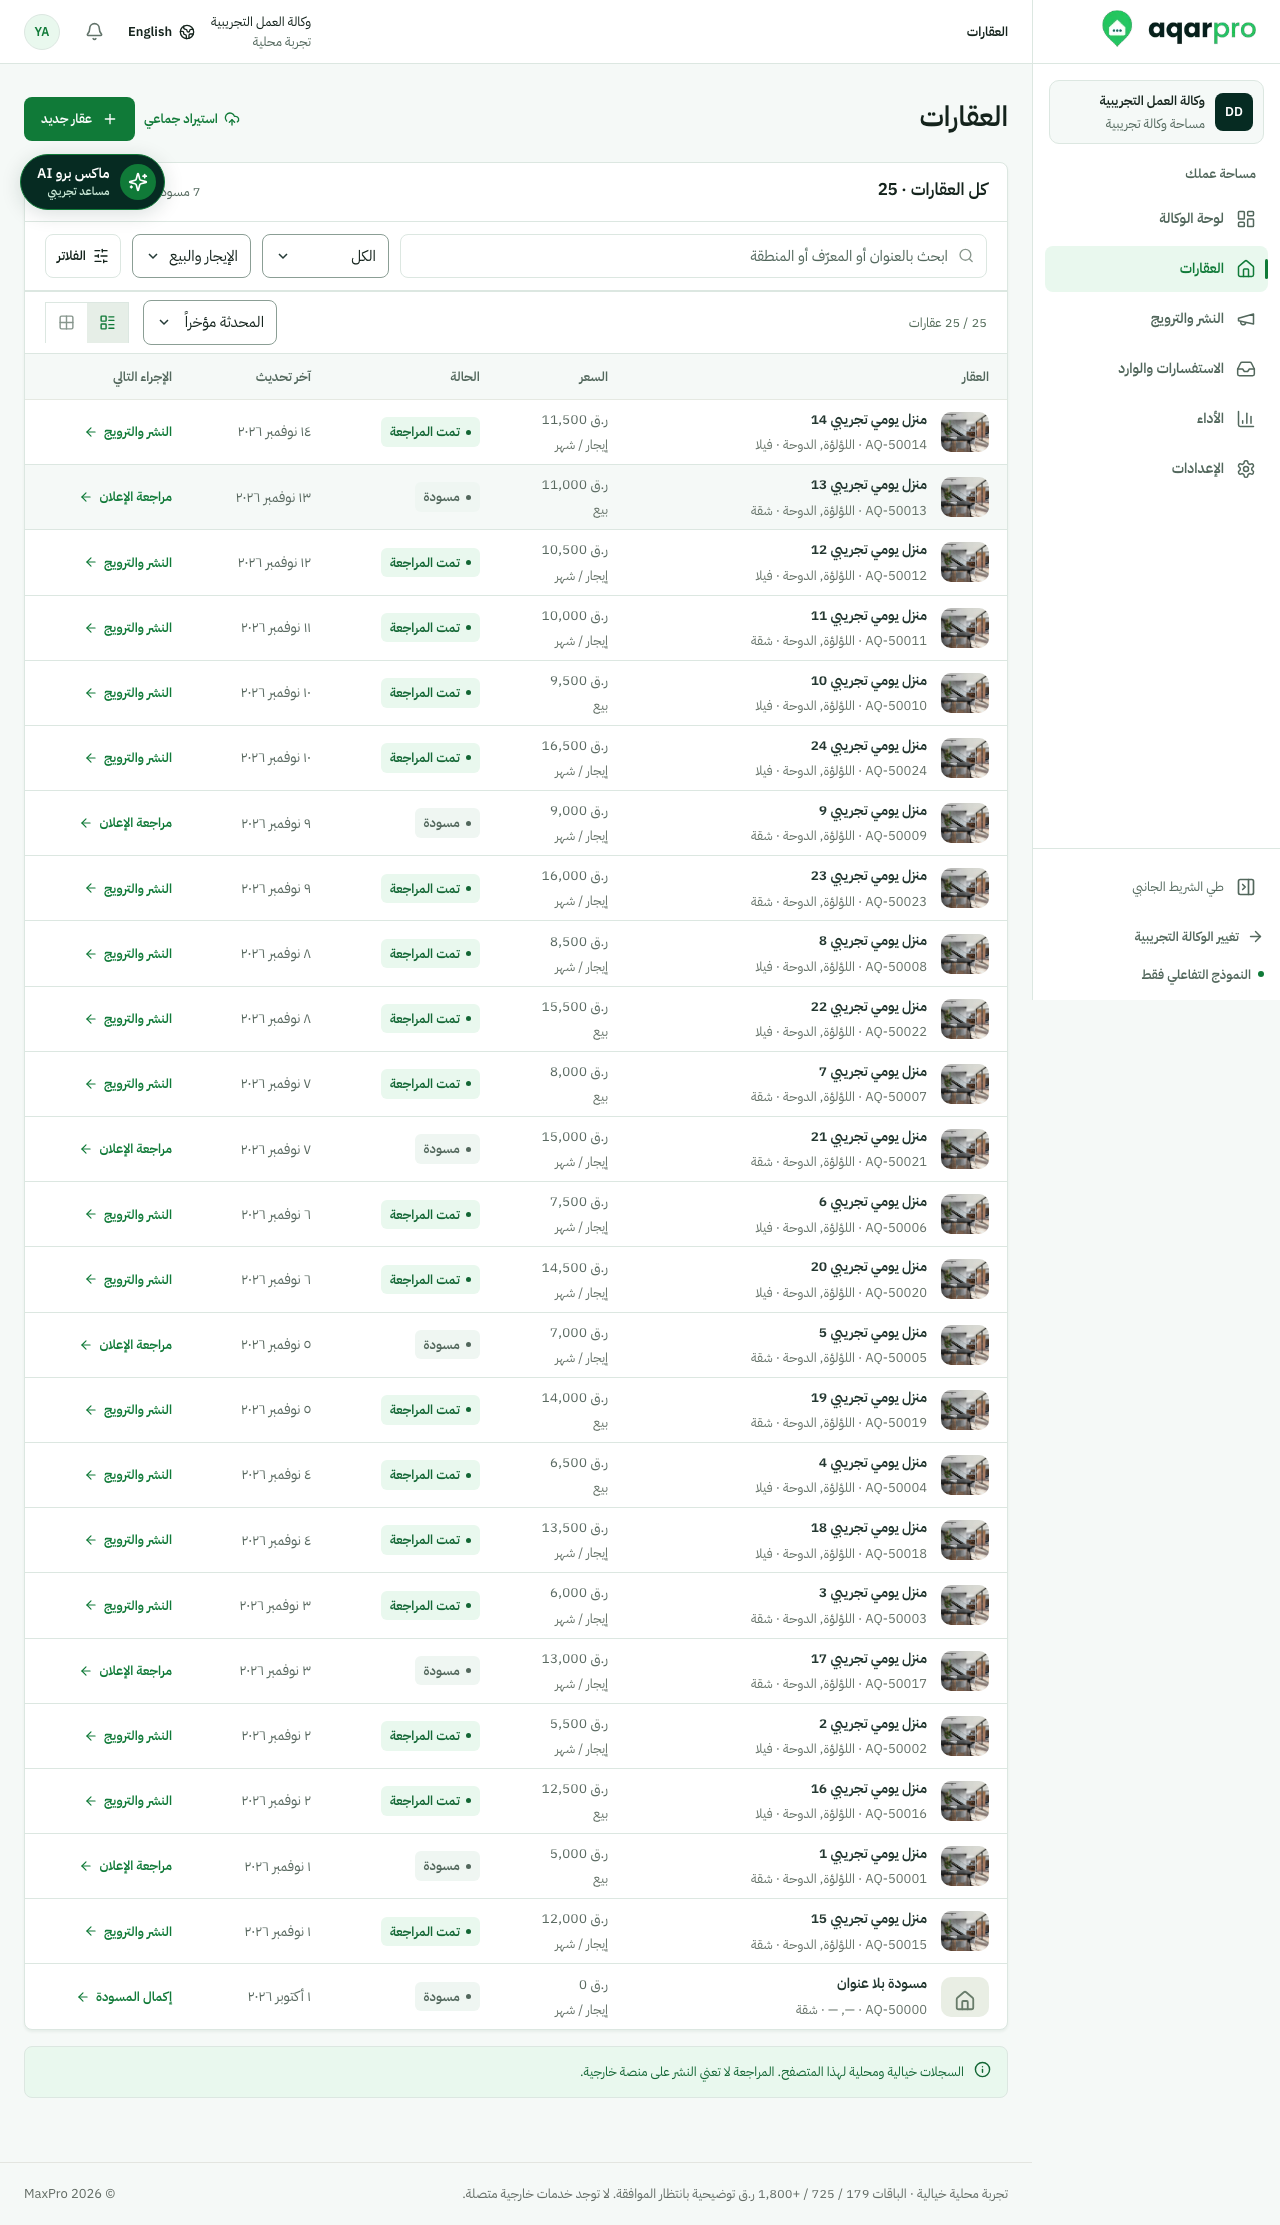 aqarpro
العقارات
وكالة العمل التجريبية
تجربة محلية
English
YA
DD
وكالة العمل التجريبية
مساحة وكالة تجريبية
مساحة عملك
لوحة الوكالة
العقارات
النشر والترويج
الاستفسارات والوارد
الأداء
الإعدادات
طي الشريط الجانبي
تغيير الوكالة التجريبية
النموذج التفاعلي فقط
العقارات
استيراد جماعي
عقار جديد
ماكس برو AI
مساعد تجريبي
كل العقارات · 25
7 مسودة
ابحث بالعنوان أو المعرّف أو المنطقة
الكل
الإيجار والبيع
الفلاتر
25 / 25 عقارات
المحدثة مؤخراً
العقار السعر الحالة آخر تحديث الإجراء التالي
منزل يومي تجريبي 14 ر.ق 11,500 تمت المراجعة ١٤ نوفمبر ٢٠٢٦ النشر والترويج
AQ-50014 · اللؤلؤة, الدوحة · فيلا إيجار / شهر
منزل يومي تجريبي 13 ر.ق 11,000 مسودة ١٣ نوفمبر ٢٠٢٦ مراجعة الإعلان
AQ-50013 · اللؤلؤة, الدوحة · شقة بيع
منزل يومي تجريبي 12 ر.ق 10,500 تمت المراجعة ١٢ نوفمبر ٢٠٢٦ النشر والترويج
AQ-50012 · اللؤلؤة, الدوحة · فيلا إيجار / شهر
منزل يومي تجريبي 11 ر.ق 10,000 تمت المراجعة ١١ نوفمبر ٢٠٢٦ النشر والترويج
AQ-50011 · اللؤلؤة, الدوحة · شقة إيجار / شهر
منزل يومي تجريبي 10 ر.ق 9,500 تمت المراجعة ١٠ نوفمبر ٢٠٢٦ النشر والترويج
AQ-50010 · اللؤلؤة, الدوحة · فيلا بيع
منزل يومي تجريبي 24 ر.ق 16,500 تمت المراجعة ١٠ نوفمبر ٢٠٢٦ النشر والترويج
AQ-50024 · اللؤلؤة, الدوحة · فيلا إيجار / شهر
منزل يومي تجريبي 9 ر.ق 9,000 مسودة ٩ نوفمبر ٢٠٢٦ مراجعة الإعلان
AQ-50009 · اللؤلؤة, الدوحة · شقة إيجار / شهر
منزل يومي تجريبي 23 ر.ق 16,000 تمت المراجعة ٩ نوفمبر ٢٠٢٦ النشر والترويج
AQ-50023 · اللؤلؤة, الدوحة · شقة إيجار / شهر
منزل يومي تجريبي 8 ر.ق 8,500 تمت المراجعة ٨ نوفمبر ٢٠٢٦ النشر والترويج
AQ-50008 · اللؤلؤة, الدوحة · فيلا إيجار / شهر
منزل يومي تجريبي 22 ر.ق 15,500 تمت المراجعة ٨ نوفمبر ٢٠٢٦ النشر والترويج
AQ-50022 · اللؤلؤة, الدوحة · فيلا بيع
منزل يومي تجريبي 7 ر.ق 8,000 تمت المراجعة ٧ نوفمبر ٢٠٢٦ النشر والترويج
AQ-50007 · اللؤلؤة, الدوحة · شقة بيع
منزل يومي تجريبي 21 ر.ق 15,000 مسودة ٧ نوفمبر ٢٠٢٦ مراجعة الإعلان
AQ-50021 · اللؤلؤة, الدوحة · شقة إيجار / شهر
منزل يومي تجريبي 6 ر.ق 7,500 تمت المراجعة ٦ نوفمبر ٢٠٢٦ النشر والترويج
AQ-50006 · اللؤلؤة, الدوحة · فيلا إيجار / شهر
منزل يومي تجريبي 20 ر.ق 14,500 تمت المراجعة ٦ نوفمبر ٢٠٢٦ النشر والترويج
AQ-50020 · اللؤلؤة, الدوحة · فيلا إيجار / شهر
منزل يومي تجريبي 5 ر.ق 7,000 مسودة ٥ نوفمبر ٢٠٢٦ مراجعة الإعلان
AQ-50005 · اللؤلؤة, الدوحة · شقة إيجار / شهر
منزل يومي تجريبي 19 ر.ق 14,000 تمت المراجعة ٥ نوفمبر ٢٠٢٦ النشر والترويج
AQ-50019 · اللؤلؤة, الدوحة · شقة بيع
منزل يومي تجريبي 4 ر.ق 6,500 تمت المراجعة ٤ نوفمبر ٢٠٢٦ النشر والترويج
AQ-50004 · اللؤلؤة, الدوحة · فيلا بيع
منزل يومي تجريبي 18 ر.ق 13,500 تمت المراجعة ٤ نوفمبر ٢٠٢٦ النشر والترويج
AQ-50018 · اللؤلؤة, الدوحة · فيلا إيجار / شهر
منزل يومي تجريبي 3 ر.ق 6,000 تمت المراجعة ٣ نوفمبر ٢٠٢٦ النشر والترويج
AQ-50003 · اللؤلؤة, الدوحة · شقة إيجار / شهر
منزل يومي تجريبي 17 ر.ق 13,000 مسودة ٣ نوفمبر ٢٠٢٦ مراجعة الإعلان
AQ-50017 · اللؤلؤة, الدوحة · شقة إيجار / شهر
منزل يومي تجريبي 2 ر.ق 5,500 تمت المراجعة ٢ نوفمبر ٢٠٢٦ النشر والترويج
AQ-50002 · اللؤلؤة, الدوحة · فيلا إيجار / شهر
منزل يومي تجريبي 16 ر.ق 12,500 تمت المراجعة ٢ نوفمبر ٢٠٢٦ النشر والترويج
AQ-50016 · اللؤلؤة, الدوحة · فيلا بيع
منزل يومي تجريبي 1 ر.ق 5,000 مسودة ١ نوفمبر ٢٠٢٦ مراجعة الإعلان
AQ-50001 · اللؤلؤة, الدوحة · شقة بيع
منزل يومي تجريبي 15 ر.ق 12,000 تمت المراجعة ١ نوفمبر ٢٠٢٦ النشر والترويج
AQ-50015 · اللؤلؤة, الدوحة · شقة إيجار / شهر
مسودة بلا عنوان ر.ق 0 مسودة ١ أكتوبر ٢٠٢٦ إكمال المسودة
AQ-50000 · —, — · شقة إيجار / شهر
السجلات خيالية ومحلية لهذا المتصفح. المراجعة لا تعني النشر على منصة خارجية.
تجربة محلية خيالية · الباقات 179 / 725 / 1,800+ ر.ق توضيحية بانتظار الموافقة. لا توجد خدمات خارجية متصلة.
© 2026 MaxPro